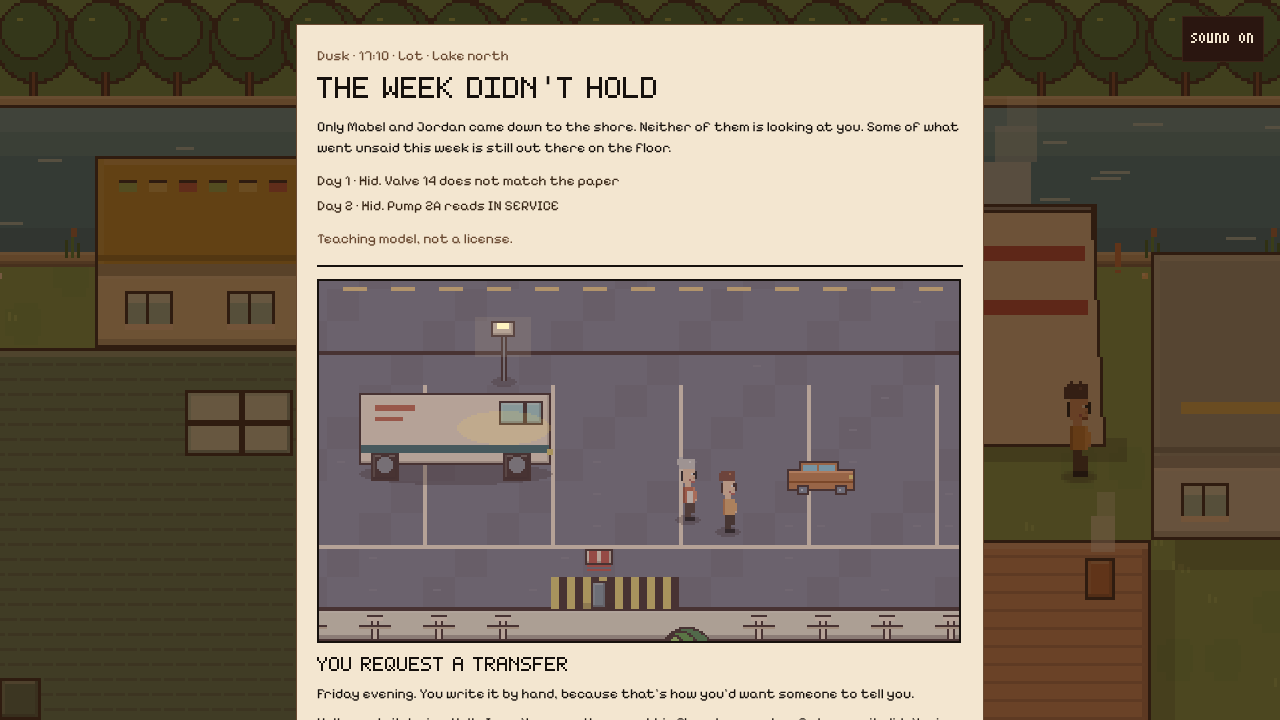 SOUND ON
Dusk · 17:10 · Lot · Lake north
THE WEEK DIDN'T HOLD
Only Mabel and Jordan came down to the shore. Neither of them is looking at you. Some of what
went unsaid this week is still out there on the floor.
Day 1 · Hid. Valve 14 does not match the paper
Day 2 · Hid. Pump 2A reads IN SERVICE
Teaching model, not a license.
YOU REQUEST A TRANSFER
Friday evening. You write it by hand, because that's how you'd want someone to tell you.